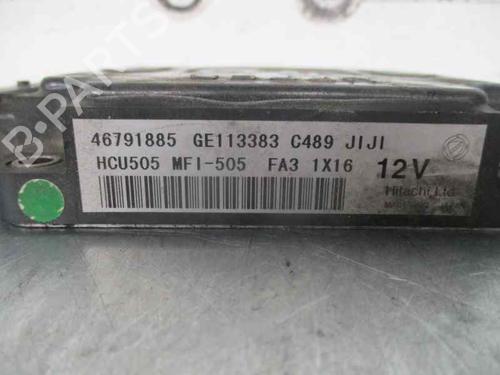 B-PARTS
46791885 GE113383 C489 JIJI
HCU505 MFI-505 FA3 1X16
12V
Hitachi,Ltd.